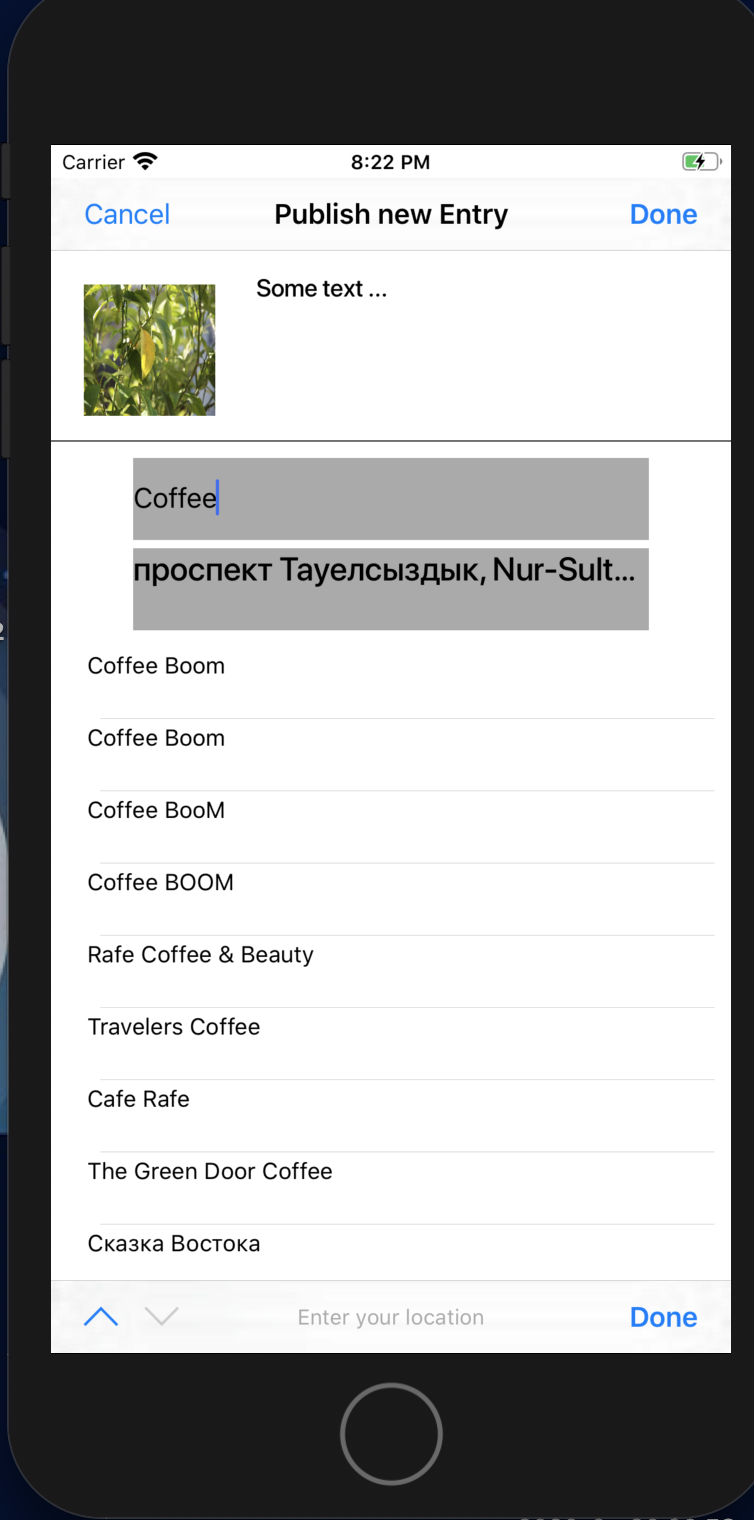 Carrier 8:22 PM
Cancel Publish new Entry Done
Some text ...
Coffee
проспект Тауелсыздык, Nur-Sult...
Coffee Boom
Coffee Boom
Coffee BooM
Coffee BOOM
Rafe Coffee & Beauty
Travelers Coffee
Cafe Rafe
The Green Door Coffee
Сказка Востока
Enter your location Done